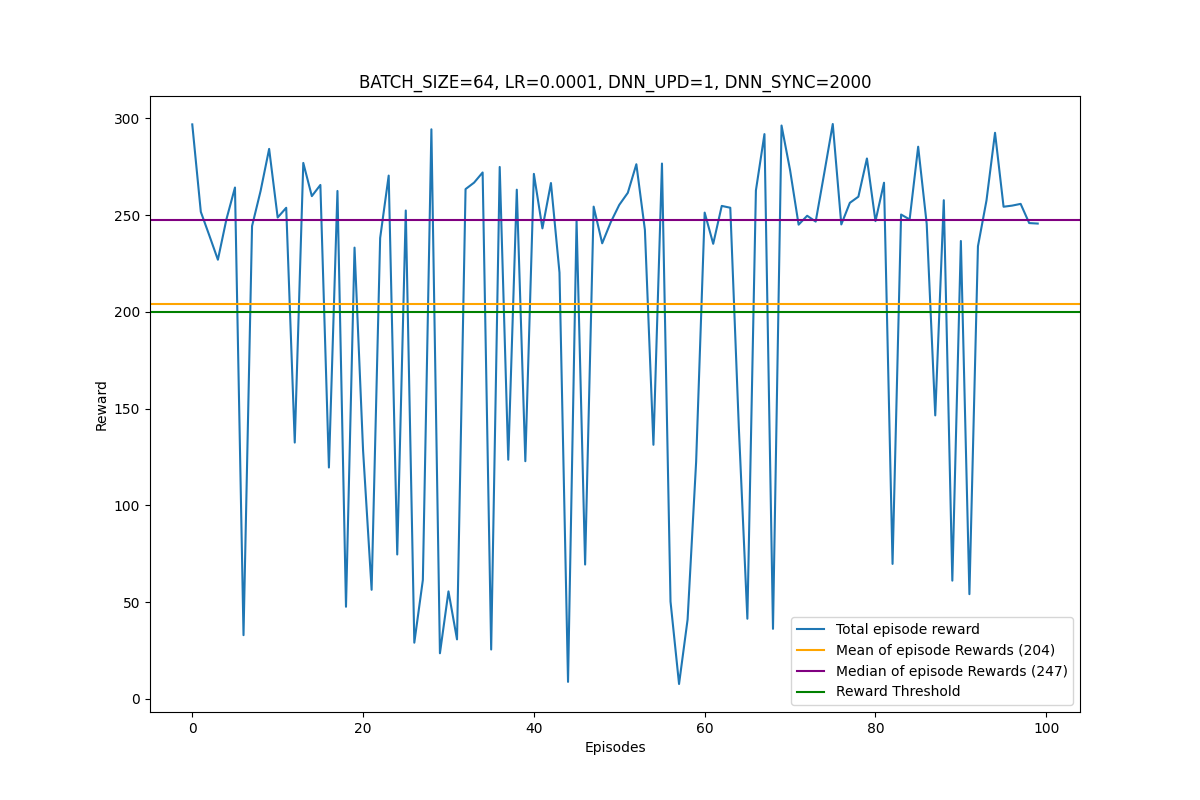 BATCH_SIZE=64, LR=0.0001, DNN_UPD=1, DNN_SYNC=2000
300
250
200
150
100
50
0
Reward
0 20 40 60 80 100
Episodes
Total episode reward
Mean of episode Rewards (204)
Median of episode Rewards (247)
Reward Threshold